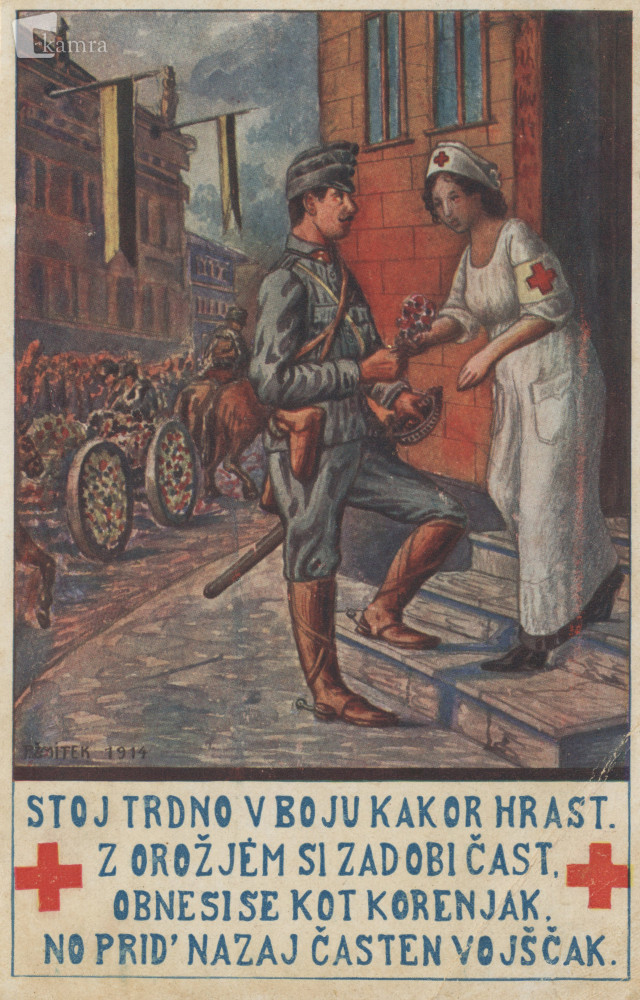 kamra
ŽMITEK 1914
STOJ TRDNO V BOJU KAKOR HRAST.
Z OROŽJEM SI ZADOBI ČAST,
OBNESI SE KOT KORENJAK,
NO PRID' NAZAJ ČASTEN VOJŠČAK.